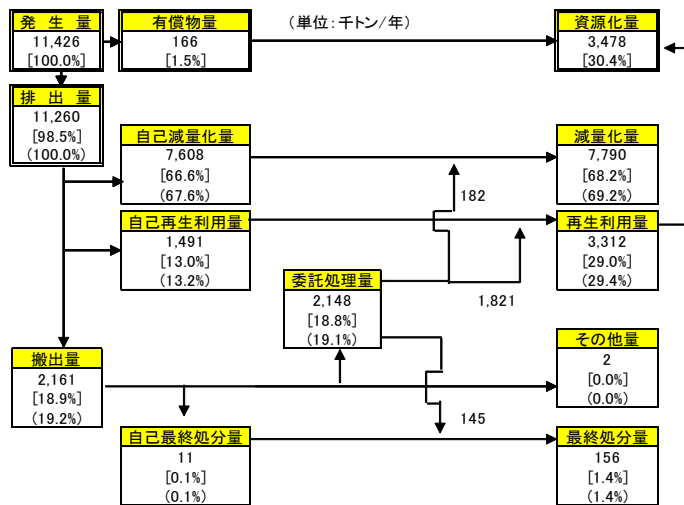 発 生 量
11,426
[100.0%]
有償物量
166
[1.5%]
（単位：千トン/年）
資源化量
3,478
[30.4%]
排 出 量
11,260
[98.5%]
(100.0%)
自己減量化量
7,608
[66.6%]
(67.6%)
減量化量
7,790
[68.2%]
(69.2%)
182
自己再生利用量
1,491
[13.0%]
(13.2%)
再生利用量
3,312
[29.0%]
(29.4%)
委託処理量
2,148
[18.8%]
(19.1%)
1,821
搬出量
2,161
[18.9%]
(19.2%)
その他量
2
[0.0%]
(0.0%)
145
自己最終処分量
11
[0.1%]
(0.1%)
最終処分量
156
[1.4%]
(1.4%)